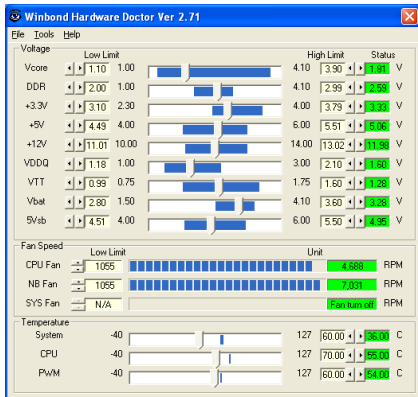 Winbond Hardware Doctor Ver 2.71
File Tools Help
Voltage
Low Limit High Limit Status
Vcore 1.10 1.00 4.10 3.90 1.81 V
DDR 2.00 1.00 4.10 2.99 2.59 V
+3.3V 3.10 2.30 4.00 3.79 3.33 V
+5V 4.49 4.00 6.00 5.51 5.06 V
+12V 11.01 10.00 14.00 13.02 11.98 V
VDDQ 1.18 1.00 3.00 2.10 1.60 V
VTT 0.99 0.75 1.75 1.60 1.28 V
Vbat 2.80 1.50 4.10 3.60 3.28 V
5Vsb 4.51 4.00 6.00 5.50 4.95 V
Fan Speed
Low Limit Unit
CPU Fan 1055 4,688 RPM
NB Fan 1055 7,031 RPM
SYS Fan N/A Fan turn off RPM
Temperature
System -40 127 60.00 36.00 C
CPU -40 127 70.00 55.00 C
PWM -40 127 60.00 54.00 C